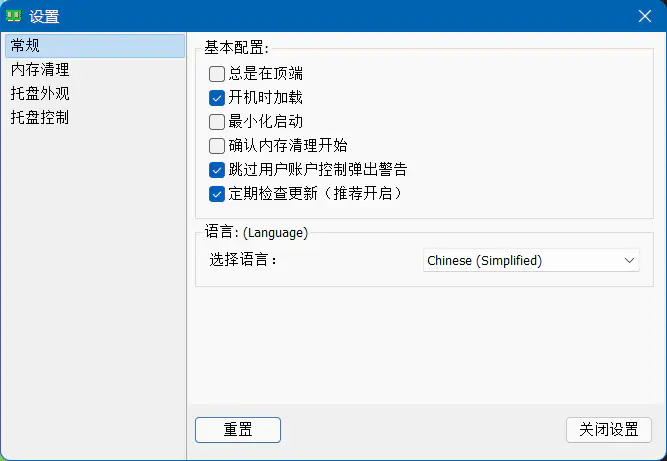 设置
常规
内存清理
托盘外观
托盘控制
基本配置:
总是在顶端
开机时加载
最小化启动
确认内存清理开始
跳过用户账户控制弹出警告
定期检查更新（推荐开启）
语言: (Language)
选择语言： Chinese (Simplified)
重置 关闭设置